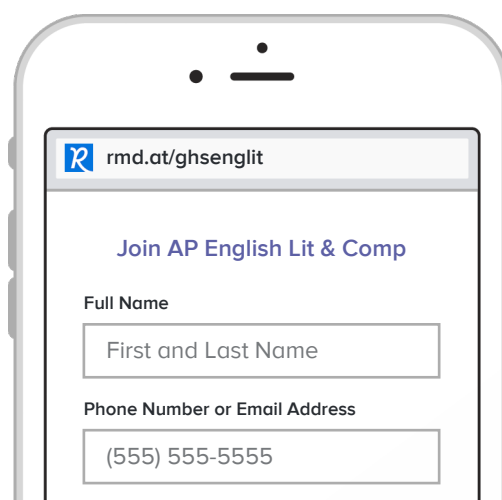 rmd.at/ghsenglit
Join AP English Lit & Comp
Full Name
First and Last Name
Phone Number or Email Address
(555) 555-5555